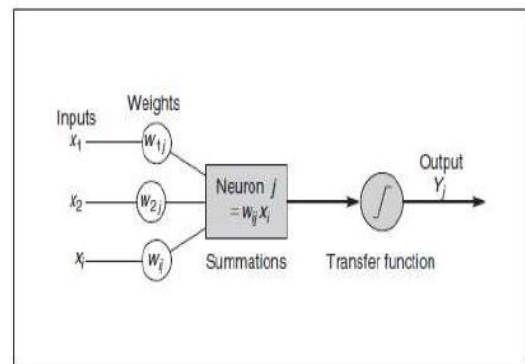 Weights
Inputs
x₁
w₁ⱼ
Output
Yⱼ
x₂
w₂ⱼ
Neuron j
= wᵢⱼ xᵢ
xᵢ
wᵢⱼ
Summations
Transfer function